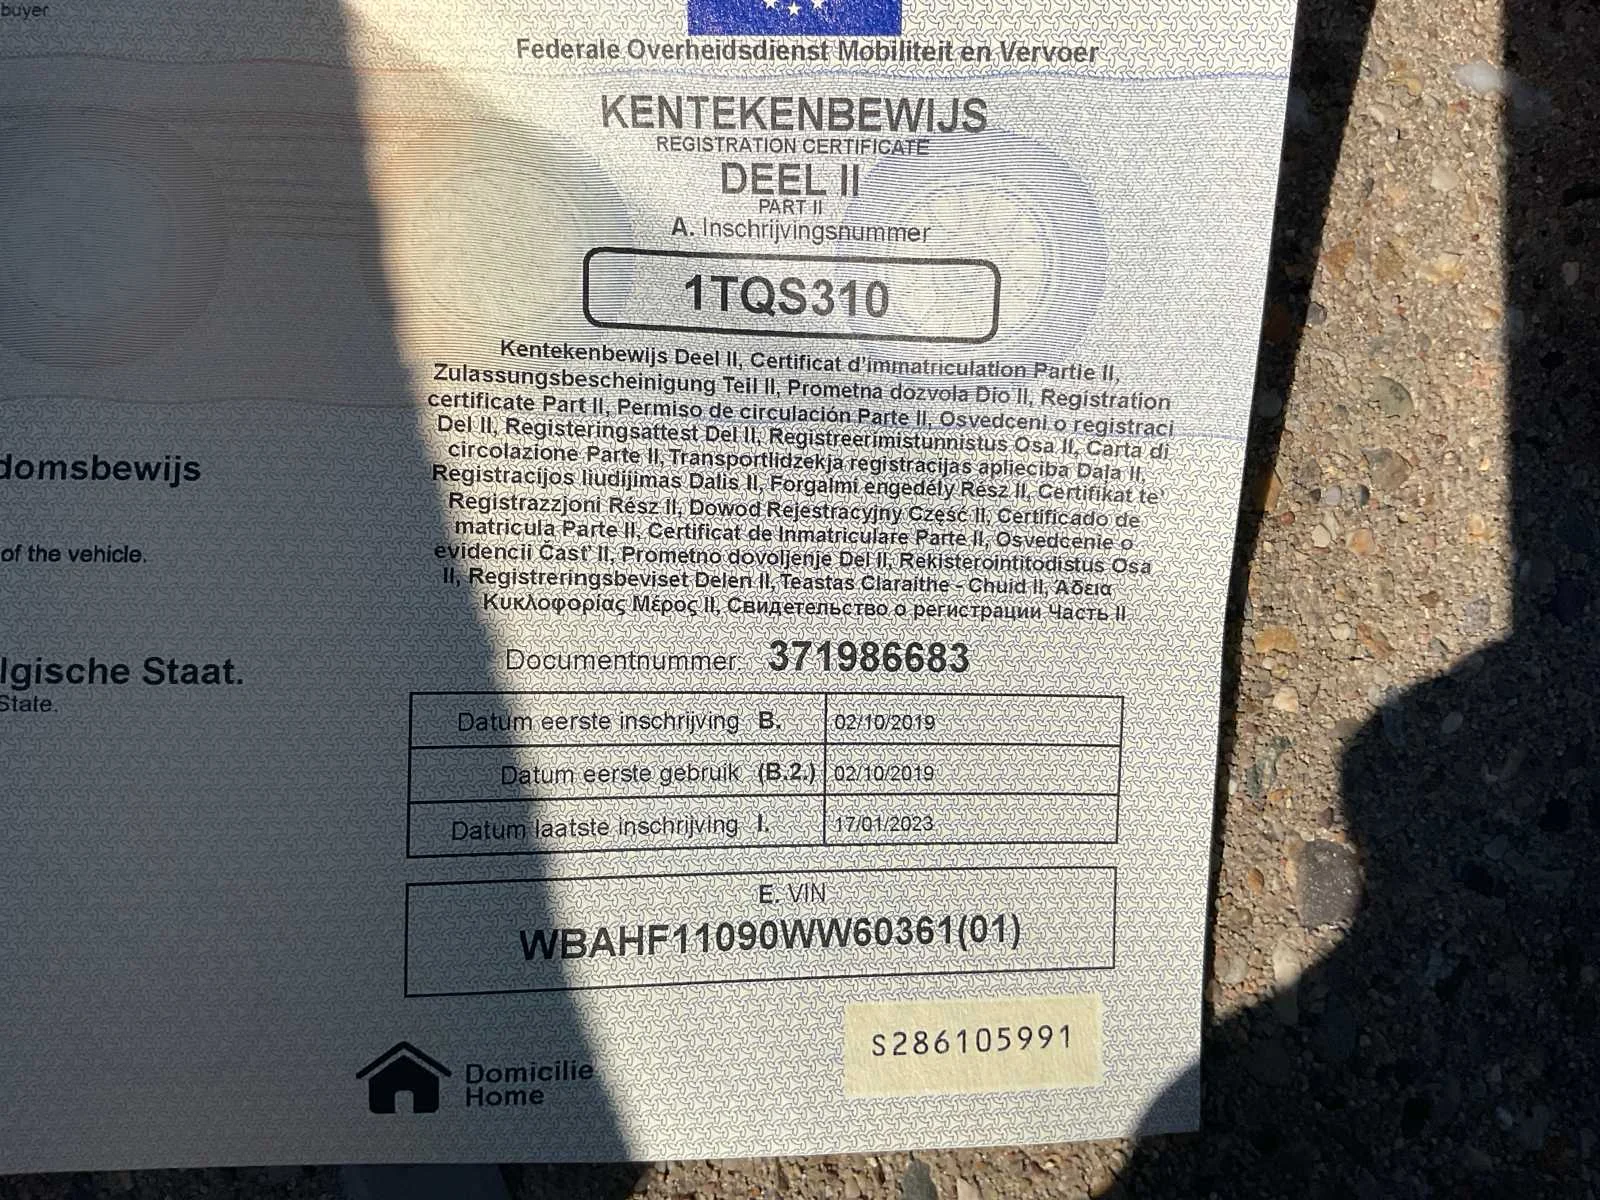 buyer
Federale Overheidsdienst Mobiliteit en Vervoer
KENTEKENBEWIJS
REGISTRATION CERTIFICATE
DEEL II
PART II
A. Inschrijvingsnummer
1TQS310
Kentekenbewijs Deel II, Certificat d'immatriculation Partie II,
Zulassungsbescheinigung Teil II, Prometna dozvola Dio II, Registration
certificate Part II, Permiso de circulación Parte II, Osvedceni o registraci
Del II, Registeringsattest Del II, Registreerimistunnistus Osa II, Carta di
circolazione Parte II, Transportlidzekja registracijas aplieciba Daļa II,
Registracijos liudijimas Dalis II, Forgalmi engedély Rész II, Certifikat te'
Registrazzjoni Rész II, Dowod Rejestracyjny Część II, Certificado de
matricula Parte II, Certificat de Inmatriculare Parte II, Osvedcenie o
evidencii Časť II, Prometno dovoljenje Del II, Rekisterointitodistus Osa
II, Registreringsbeviset Delen II, Teastas Claraithe - Chuid II, Άδεια
Κυκλοφορίας Μέρος II, Свидетельство о регистрации Часть II
Documentnummer: 371986683
Datum eerste inschrijving B. 02/10/2019
Datum eerste gebruik (B.2.) 02/10/2019
Datum laatste inschrijving I. 17/01/2023
E. VIN
WBAHF11090WW60361(01)
S286105991
Domicilie
Home
domsbewijs
of the vehicle.
lgische Staat.
State.